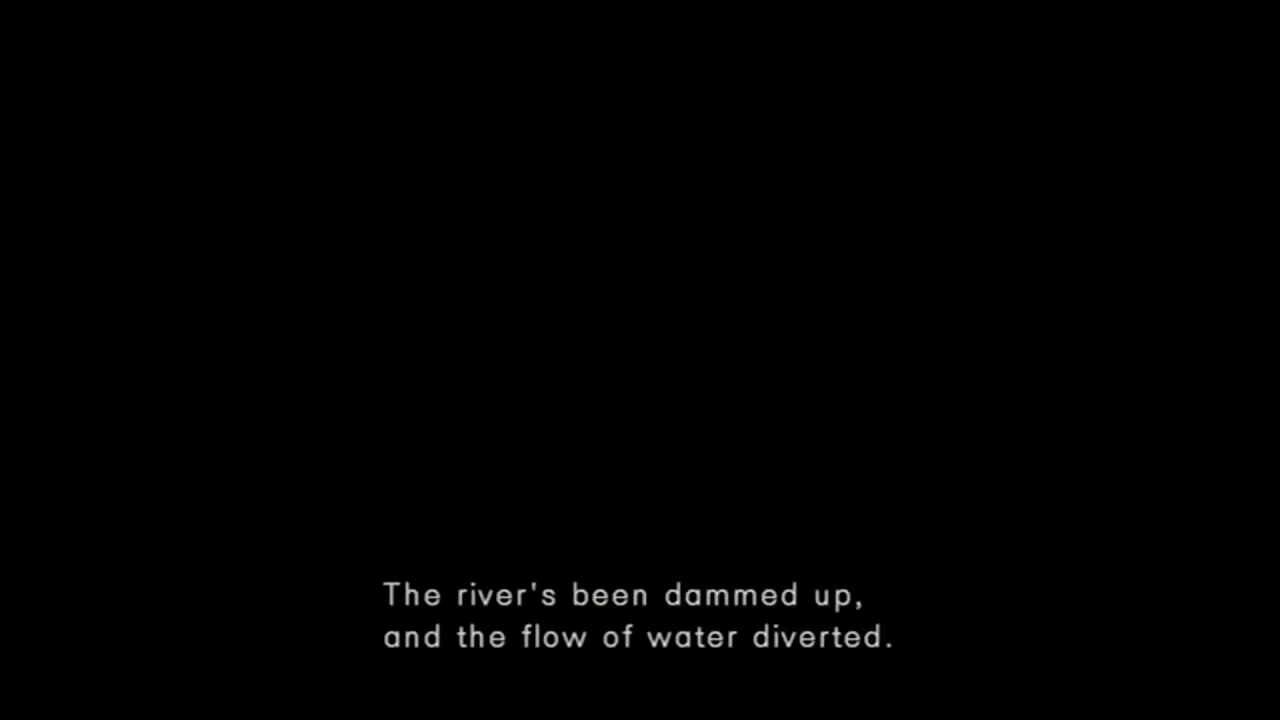 The river's been dammed up,
and the flow of water diverted.